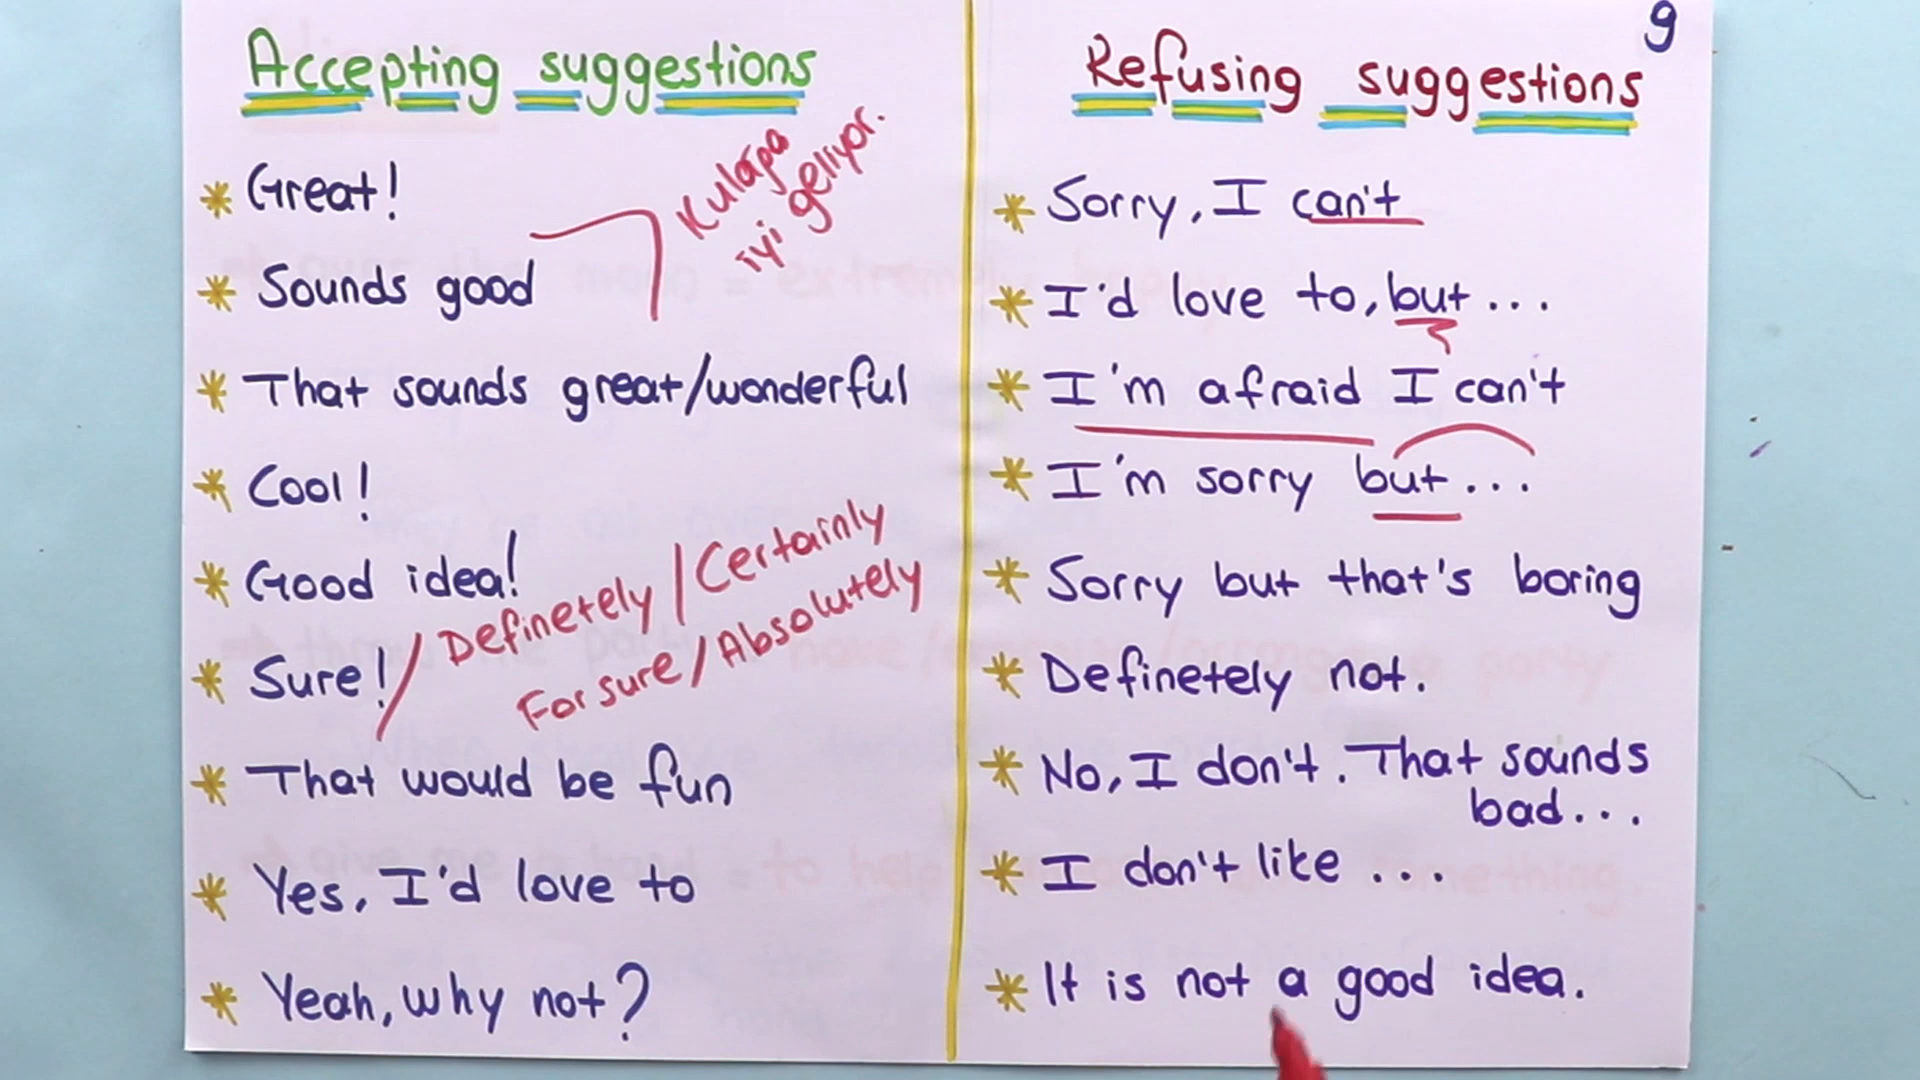 9
Accepting suggestions
* Great!
* Sounds good
Kulağa
iyi geliyor.
* That sounds great/wonderful
* Cool!
* Good idea!
* Sure! / Definetely / Certainly
For sure / Absolutely
* That would be fun
* Yes, I'd love to
* Yeah, why not?
Refusing suggestions
* Sorry, I can't
* I'd love to, but...
* I'm afraid I can't
* I'm sorry but...
* Sorry but that's boring
* Definetely not.
* No, I don't. That sounds
bad...
* I don't like ...
* It is not a good idea.